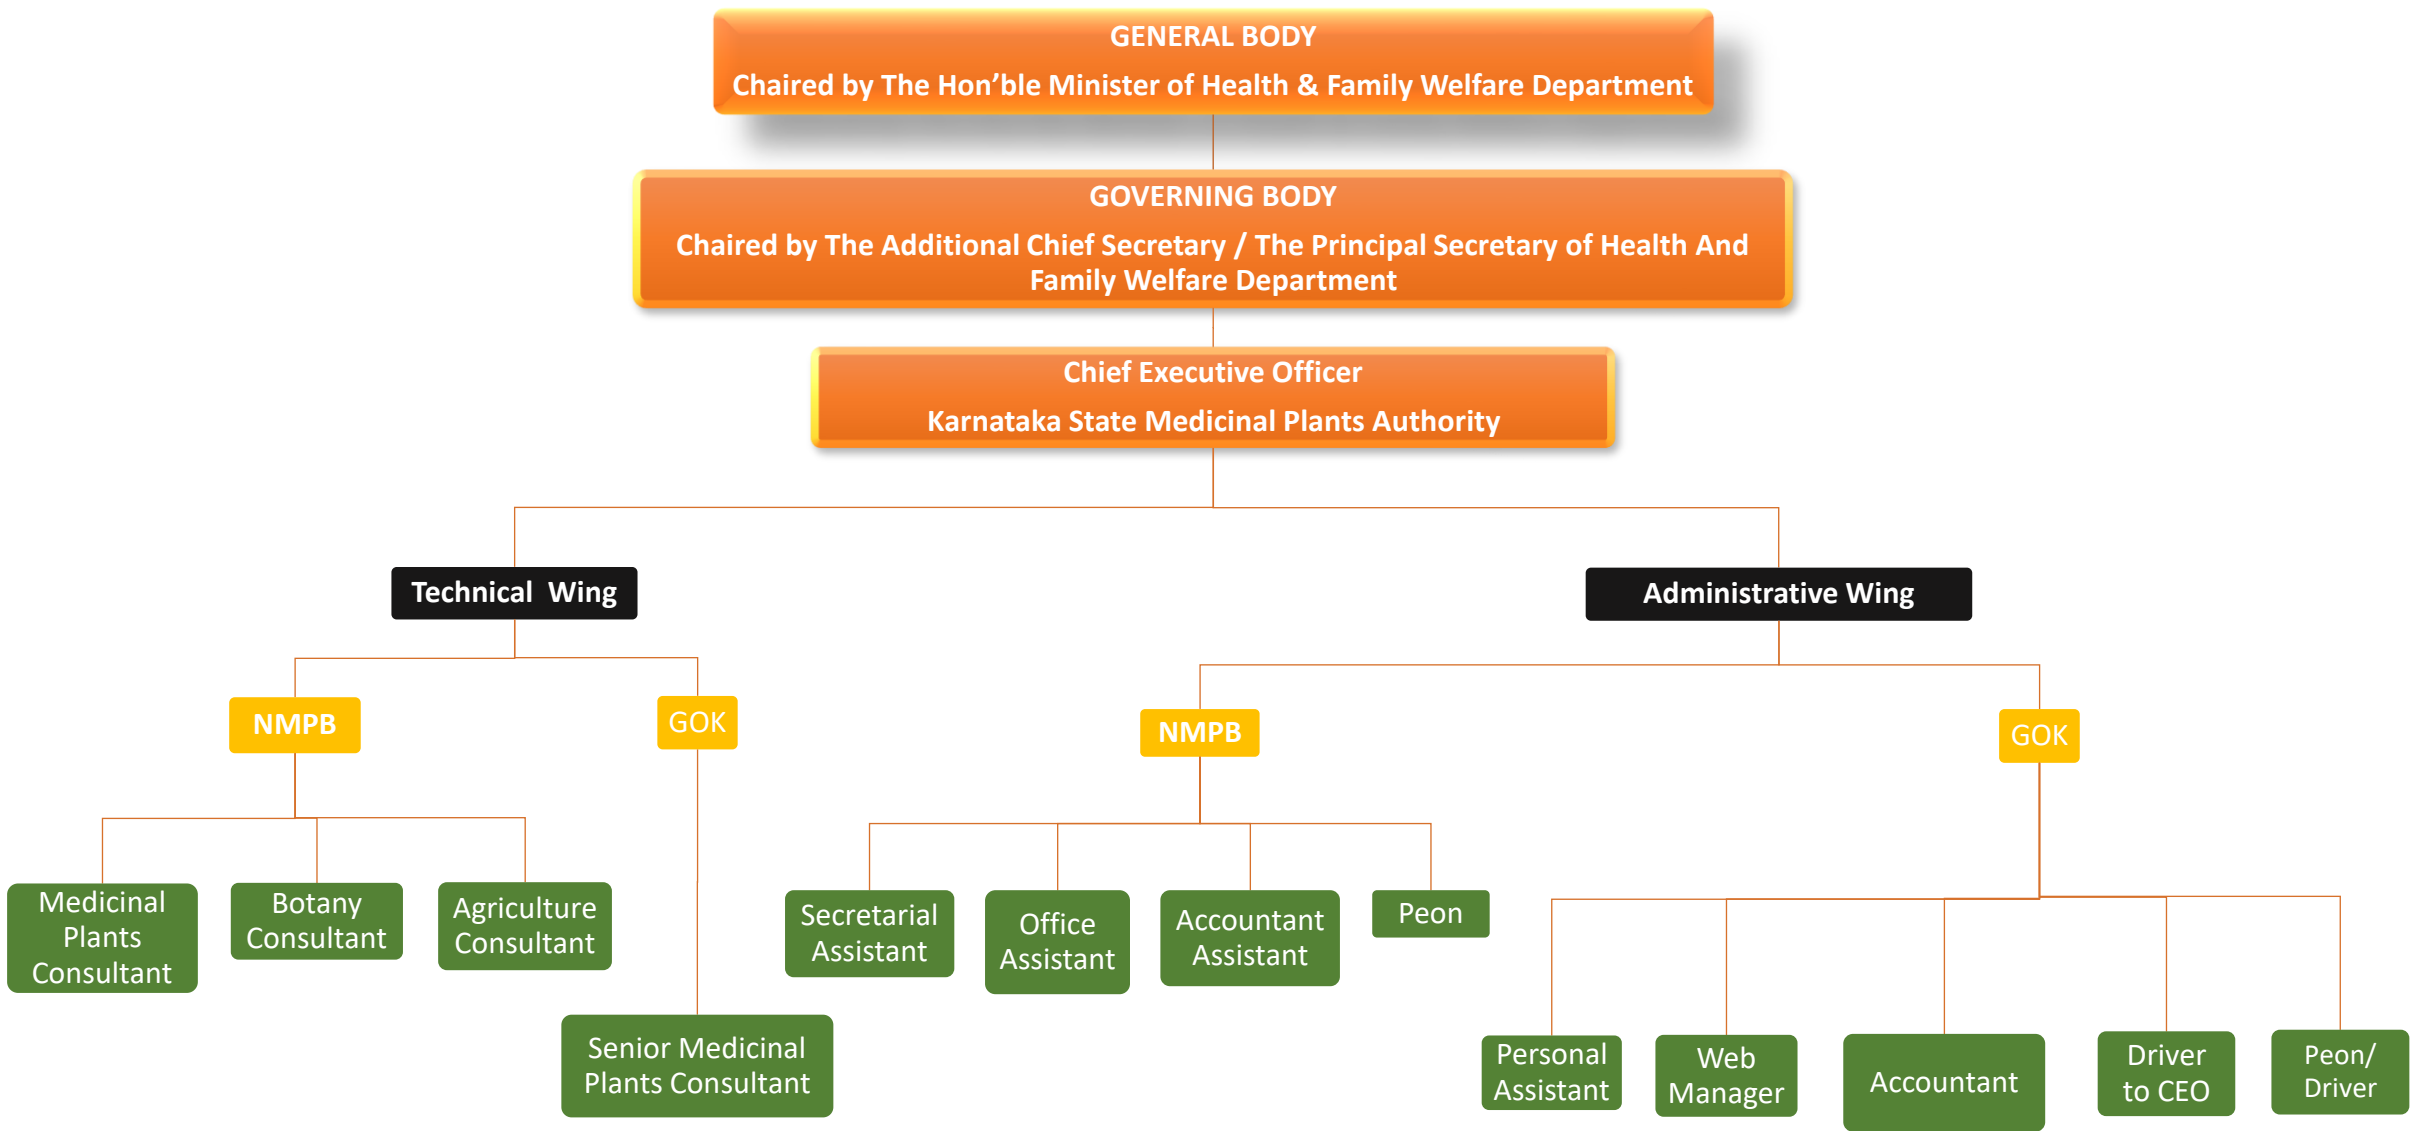 GENERAL BODY
Chaired by The Hon’ble Minister of Health & Family Welfare Department
GOVERNING BODY
Chaired by The Additional Chief Secretary / The Principal Secretary of Health And
Family Welfare Department
Chief Executive Officer
Karnataka State Medicinal Plants Authority
Technical Wing
Administrative Wing
NMPB
GOK
NMPB
GOK
Medicinal
Plants
Consultant
Botany
Consultant
Agriculture
Consultant
Senior Medicinal
Plants Consultant
Secretarial
Assistant
Office
Assistant
Accountant
Assistant
Peon
Personal
Assistant
Web
Manager
Accountant
Driver
to CEO
Peon/
Driver